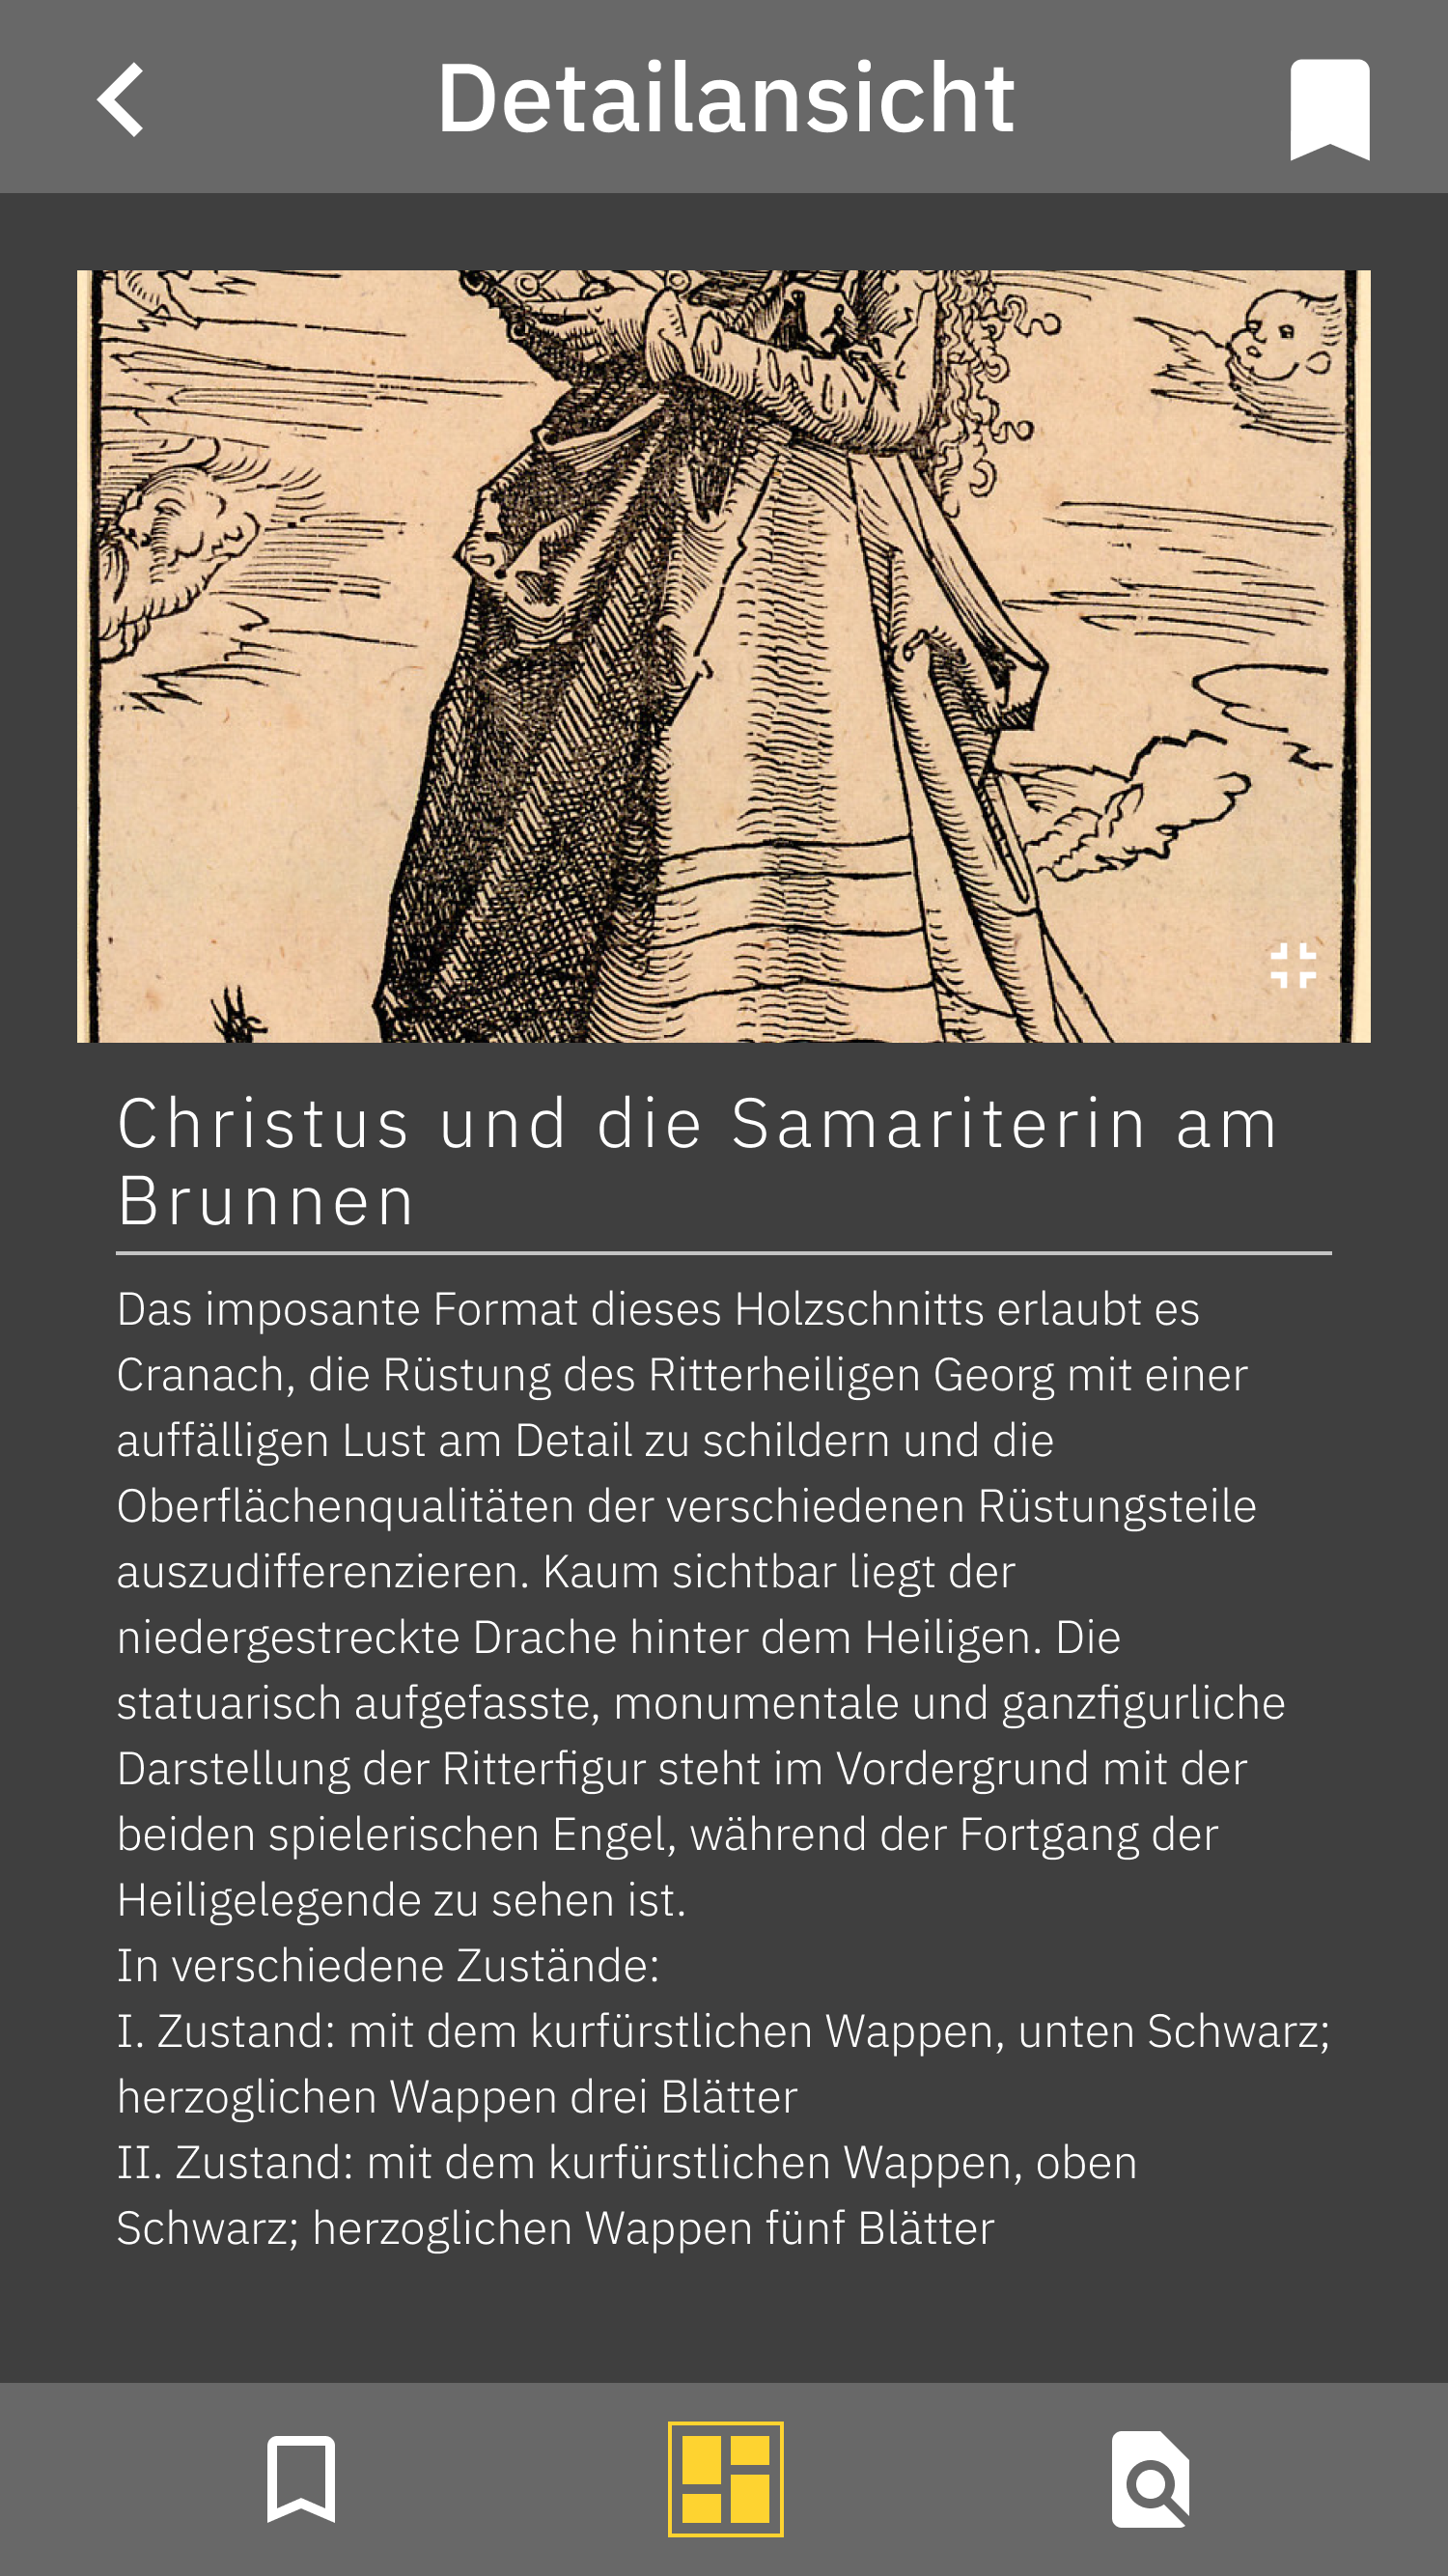 Detailansicht
Christus und die Samariterin am
Brunnen
Das imposante Format dieses Holzschnitts erlaubt es
Cranach, die Rüstung des Ritterheiligen Georg mit einer
auffälligen Lust am Detail zu schildern und die
Oberflächenqualitäten der verschiedenen Rüstungsteile
auszudifferenzieren. Kaum sichtbar liegt der
niedergestreckte Drache hinter dem Heiligen. Die
statuarisch aufgefasste, monumentale und ganzfigurliche
Darstellung der Ritterfigur steht im Vordergrund mit der
beiden spielerischen Engel, während der Fortgang der
Heiligelegende zu sehen ist.
In verschiedene Zustände:
I. Zustand: mit dem kurfürstlichen Wappen, unten Schwarz;
herzoglichen Wappen drei Blätter
II. Zustand: mit dem kurfürstlichen Wappen, oben
Schwarz; herzoglichen Wappen fünf Blätter